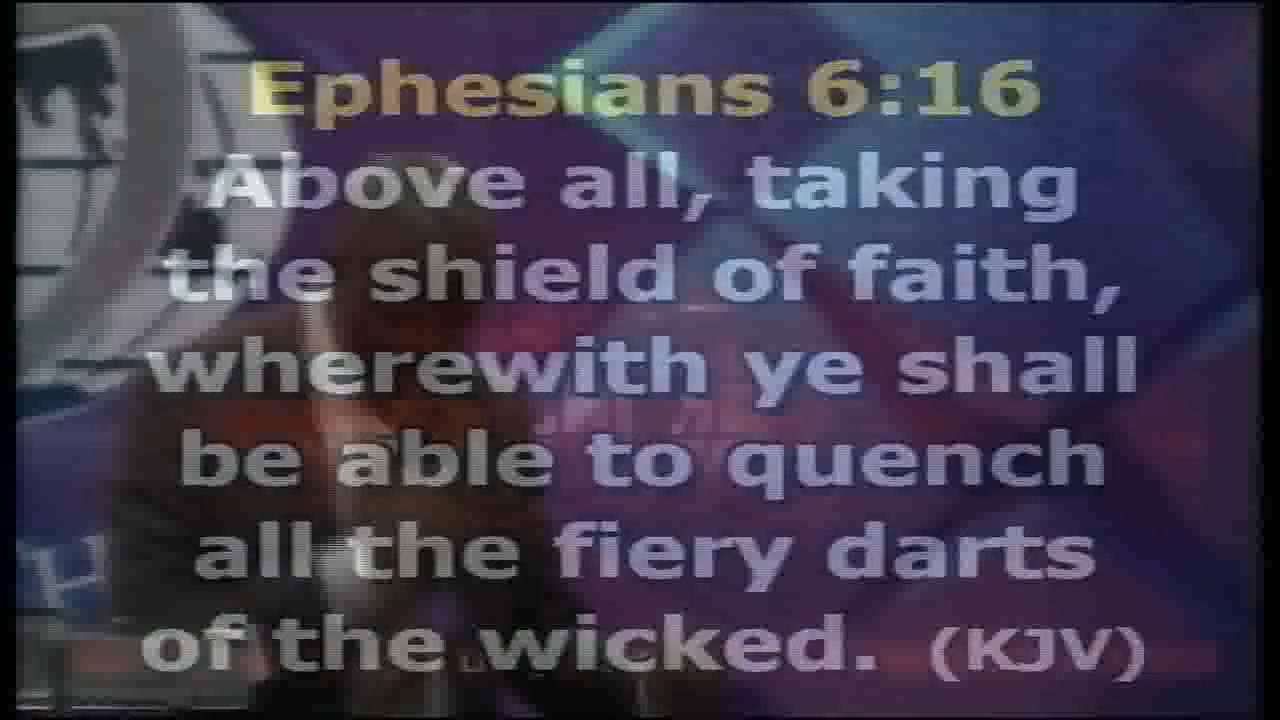 Ephesians 6:16
Above all, taking
the shield of faith,
wherewith ye shall
be able to quench
all the fiery darts
of the wicked. (KJV)